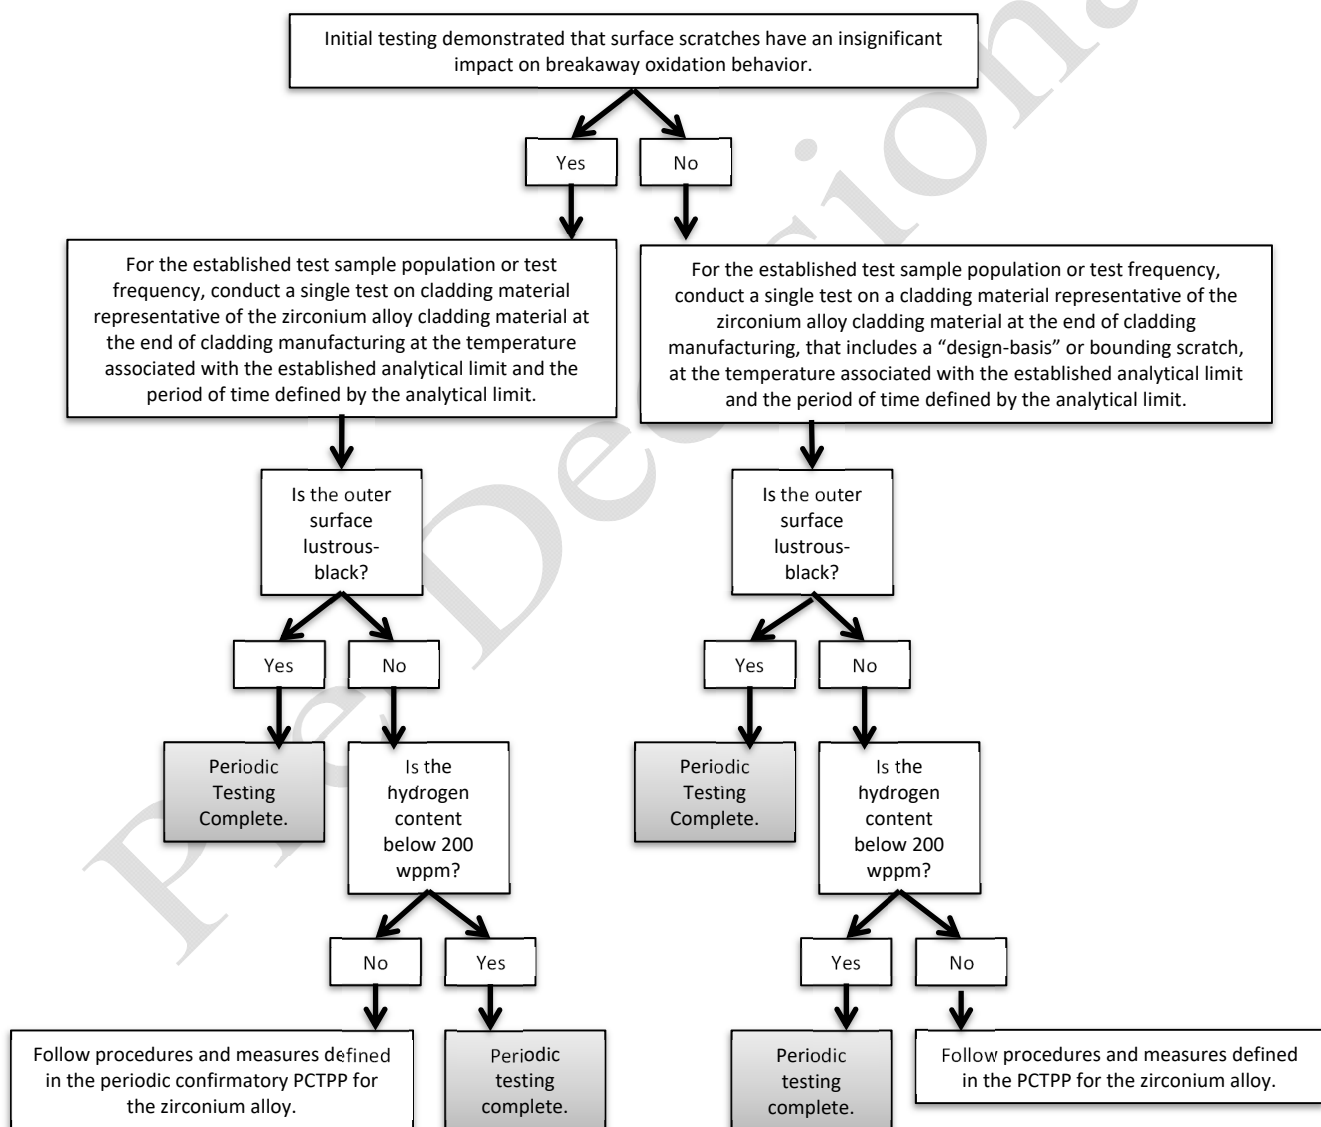 Initial testing demonstrated that surface scratches have an insignificant
impact on breakaway oxidation behavior.
Yes
No
For the established test sample population or test
frequency, conduct a single test on cladding material
representative of the zirconium alloy cladding material at
the end of cladding manufacturing at the temperature
associated with the established analytical limit and the
period of time defined by the analytical limit.
For the established test sample population or test frequency,
conduct a single test on a cladding material representative of the
zirconium alloy cladding material at the end of cladding
manufacturing, that includes a “design-basis” or bounding scratch,
at the temperature associated with the established analytical limit
and the period of time defined by the analytical limit.
Is the outer
surface
lustrous-
black?
Is the outer
surface
lustrous-
black?
Yes
No
Yes
No
Periodic
Testing
Complete.
Is the
hydrogen
content
below 200
wppm?
Periodic
Testing
Complete.
Is the
hydrogen
content
below 200
wppm?
No
Yes
Yes
No
Follow procedures and measures defined
in the periodic confirmatory PCTPP for
the zirconium alloy.
Periodic
testing
complete.
Periodic
testing
complete.
Follow procedures and measures defined
in the PCTPP for the zirconium alloy.